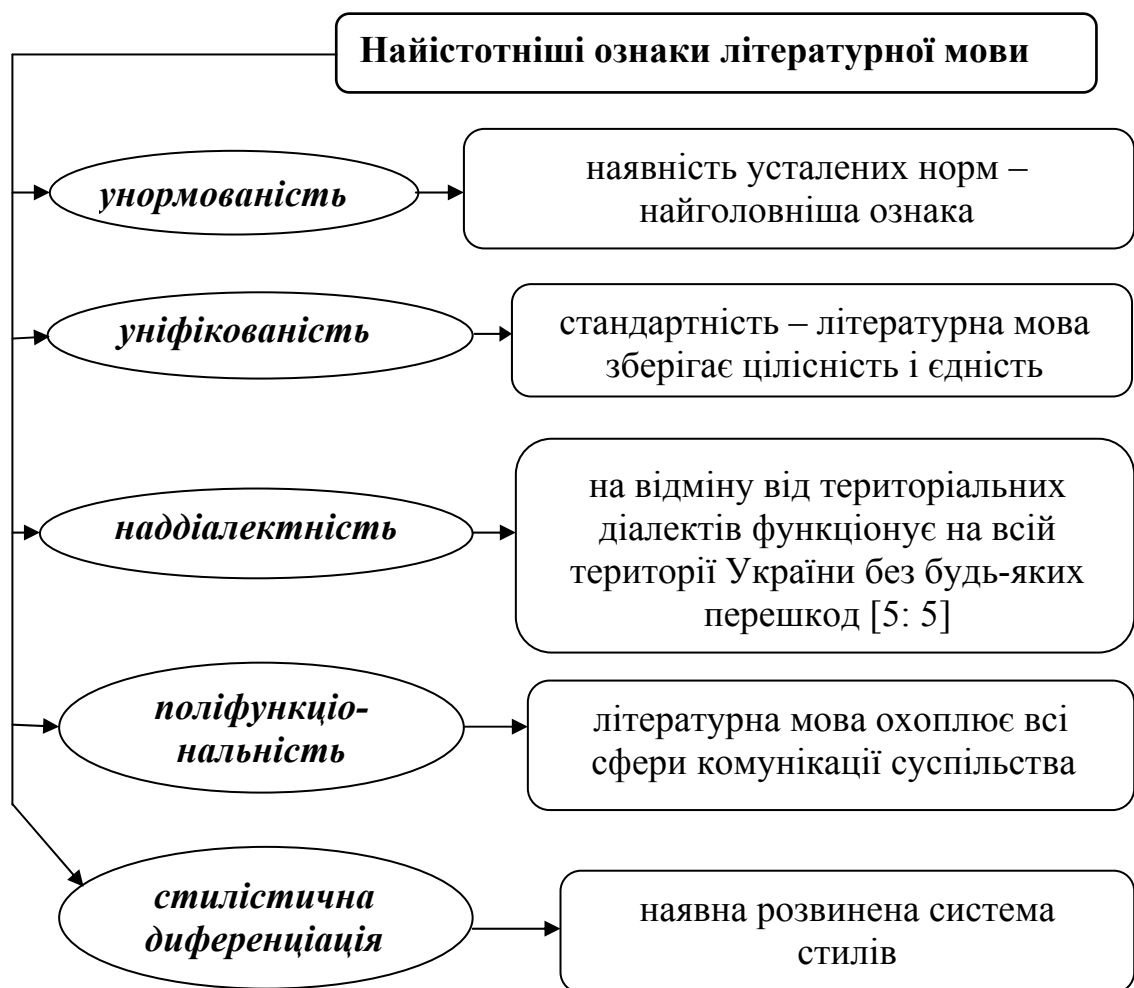 Найістотніші ознаки літературної мови
унормованість
наявність усталених норм –
найголовніша ознака
уніфікованість
стандартність – літературна мова
зберігає цілісність і єдність
наддіалектність
на відміну від територіальних
діалектів функціонує на всій
території України без будь-яких
перешкод [5: 5]
поліфункціо-
нальність
літературна мова охоплює всі
сфери комунікації суспільства
стилістична
диференціація
наявна розвинена система
стилів